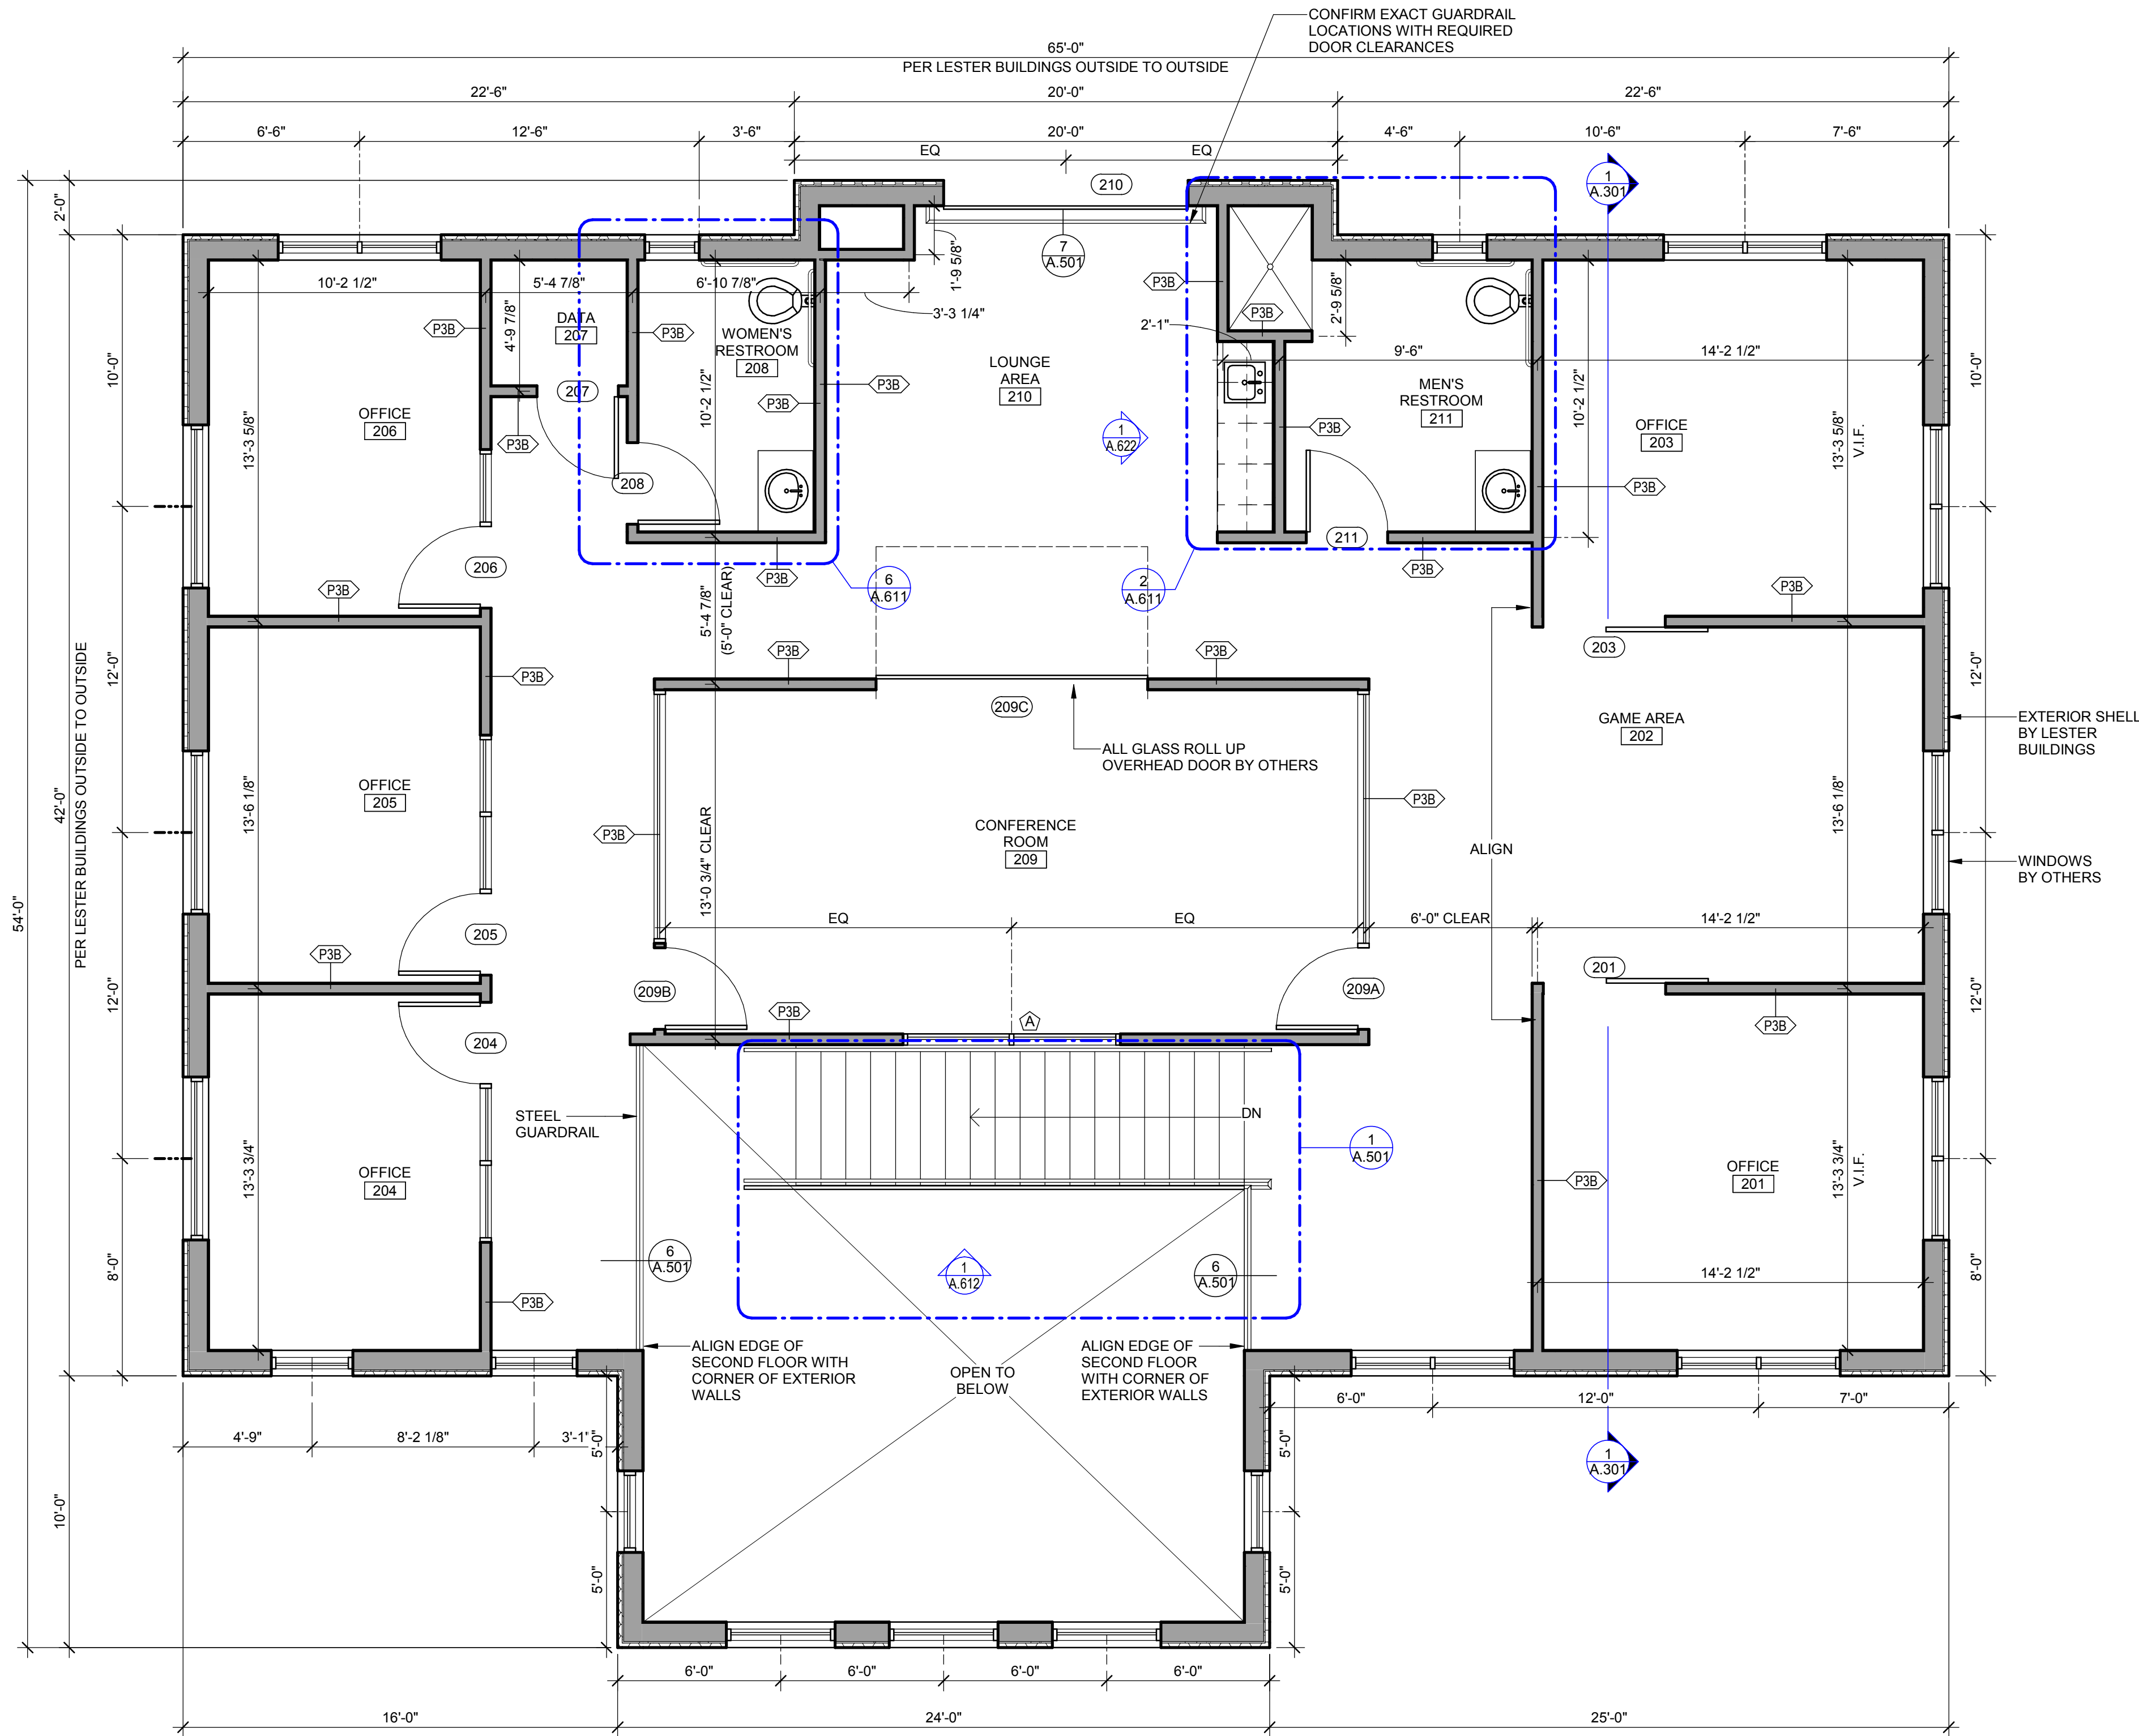 CONFIRM EXACT GUARDRAIL
LOCATIONS WITH REQUIRED
DOOR CLEARANCES
65'-0"
PER LESTER BUILDINGS OUTSIDE TO OUTSIDE
22'-6"
20'-0"
22'-6"
6'-6"
12'-6"
3'-6"
20'-0"
4'-6"
10'-6"
7'-6"
EQ
EQ
210
1
A.301
2'-0"
7
A.501
1'-9 5/8"
10'-2 1/2"
5'-4 7/8"
6'-10 7/8"
3'-3 1/4"
P3B
P3B
P3B
P3B
2'-9 5/8"
2'-1"
DATA
207
4'-9 7/8"
WOMEN'S
RESTROOM
208
LOUNGE
AREA
210
9'-6"
14'-2 1/2"
10'-0"
10'-0"
207
P3B
P3B
10'-2 1/2"
MEN'S
RESTROOM
211
10'-2 1/2"
OFFICE
206
13'-3 5/8"
P3B
1
A.622
P3B
OFFICE
203
13'-3 5/8"
V.I.F.
208
P3B
211
206
P3B
P3B
6
A.611
2
A.611
P3B
P3B
5'-4 7/8"
(5'-0" CLEAR)
P3B
P3B
P3B
203
12'-0"
12'-0"
42'-0"
PER LESTER BUILDINGS OUTSIDE TO OUTSIDE
54'-0"
209C
GAME AREA
202
EXTERIOR SHELL
BY LESTER
BUILDINGS
ALL GLASS ROLL UP
OVERHEAD DOOR BY OTHERS
OFFICE
205
13'-6 1/8"
13'-6 1/8"
P3B
P3B
CONFERENCE
ROOM
209
13'-0 3/4" CLEAR
ALIGN
WINDOWS
BY OTHERS
EQ
EQ
6'-0" CLEAR
14'-2 1/2"
205
P3B
201
12'-0"
12'-0"
209B
209A
P3B
A
P3B
204
STEEL
GUARDRAIL
DN
1
A.501
OFFICE
204
13'-3 3/4"
P3B
OFFICE
201
13'-3 3/4"
V.I.F.
8'-0"
8'-0"
6
A.501
1
A.612
6
A.501
14'-2 1/2"
P3B
ALIGN EDGE OF
SECOND FLOOR WITH
CORNER OF EXTERIOR
WALLS
OPEN TO
BELOW
ALIGN EDGE OF
SECOND FLOOR
WITH CORNER OF
EXTERIOR WALLS
6'-0"
12'-0"
7'-0"
4'-9"
8'-2 1/8"
3'-1"
5'-0"
5'-0"
1
A.301
10'-0"
5'-0"
5'-0"
6'-0"
6'-0"
6'-0"
6'-0"
16'-0"
24'-0"
25'-0"